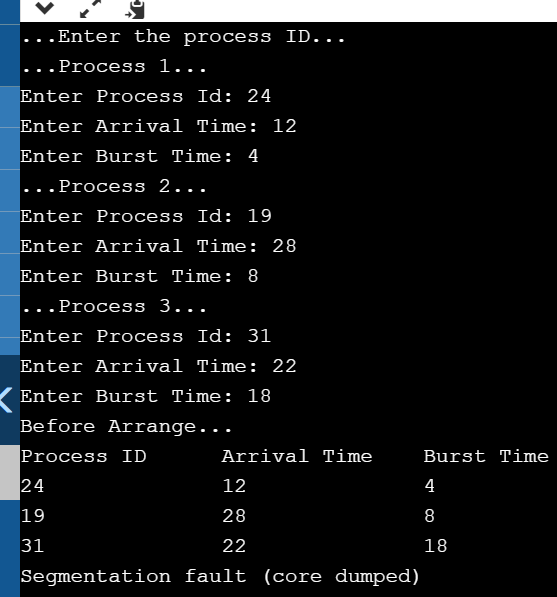 ...Enter the process ID...
...Process 1...
Enter Process Id: 24
Enter Arrival Time: 12
Enter Burst Time: 4
...Process 2...
Enter Process Id: 19
Enter Arrival Time: 28
Enter Burst Time: 8
...Process 3...
Enter Process Id: 31
Enter Arrival Time: 22
Enter Burst Time: 18
Before Arrange...
Process ID      Arrival Time    Burst Time
24              12              4
19              28              8
31              22              18
Segmentation fault (core dumped)